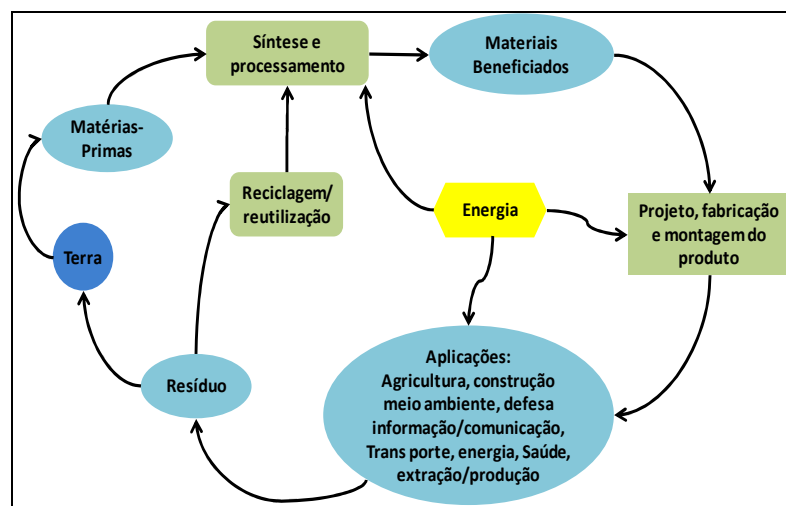 Síntese e
processamento
Materiais
Beneficiados
Matérias-
Primas
Reciclagem/
reutilização
Energia
Projeto, fabricação
e montagem do
produto
Terra
Resíduo
Aplicações:
Agricultura, construção
meio ambiente, defesa
informação/comunicação,
Trans porte, energia, Saúde,
extração/produção